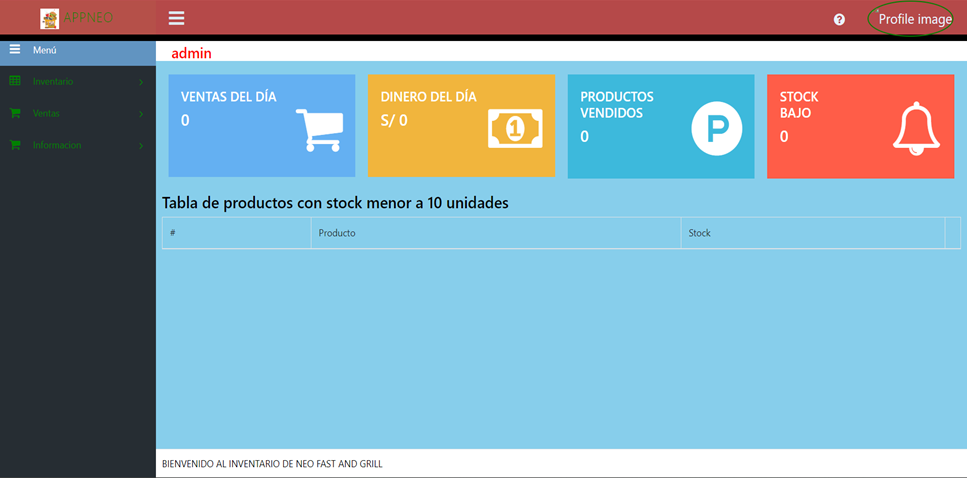 APPNEO
Profile image
Menú
admin
Inventario
Ventas
Informacion
VENTAS DEL DÍA
0
DINERO DEL DÍA
S/ 0
1
PRODUCTOS
VENDIDOS
0
P
STOCK
BAJO
0
Tabla de productos con stock menor a 10 unidades
# Producto Stock
BIENVENIDO AL INVENTARIO DE NEO FAST AND GRILL